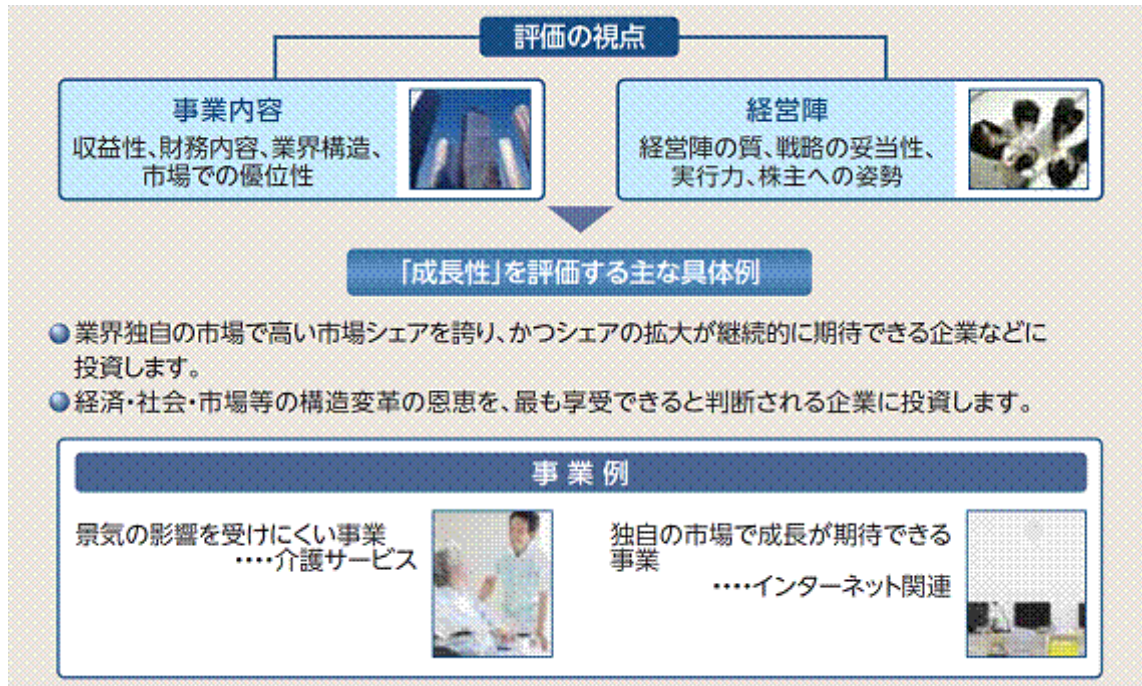 評価の視点
事業内容
収益性、財務内容、業界構造、
市場での優位性
経営陣
経営陣の質、戦略の妥当性、
実行力、株主への姿勢
「成長性」を評価する主な具体例
業界独自の市場で高い市場シェアを誇り、かつシェアの拡大が継続的に期待できる企業などに
投資します。
経済・社会・市場等の構造変革の恩恵を、最も享受できると判断される企業に投資します。
事業例
景気の影響を受けにくい事業
····介護サービス
独自の市場で成長が期待できる
事業
····インターネット関連